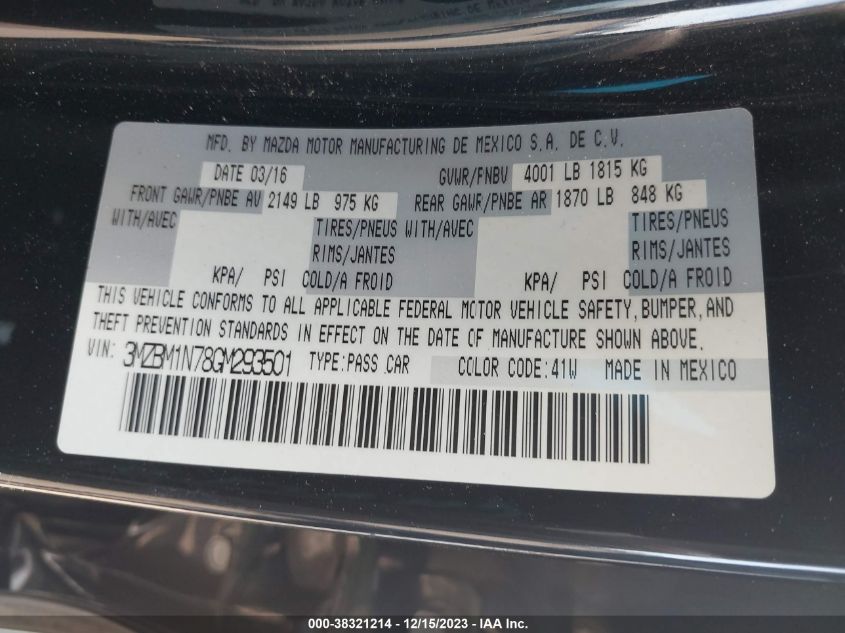 MFD. BY MAZDA MOTOR MANUFACTURING DE MEXICO S.A. DE C.V.
DATE 03/16 GVWR/PNBV 4001 LB 1815 KG
FRONT GAWR/PNBE AV 2149 LB 975 KG REAR GAWR/PNBE AR 1870 LB 848 KG
WITH/AVEC TIRES/PNEUS WITH/AVEC TIRES/PNEUS
RIMS/JANTES RIMS/JANTES
KPA/ PSI COLD/A FROID KPA/ PSI COLD/A FROID
THIS VEHICLE CONFORMS TO ALL APPLICABLE FEDERAL MOTOR VEHICLE SAFETY, BUMPER, AND
THEFT PREVENTION STANDARDS IN EFFECT ON THE DATE OF MANUFACTURE SHOWN ABOVE.
VIN: 3MZBM1N78GM293501 TYPE:PASS CAR COLOR CODE:41W MADE IN MEXICO
000-38321214 - 12/15/2023 - IAA Inc.